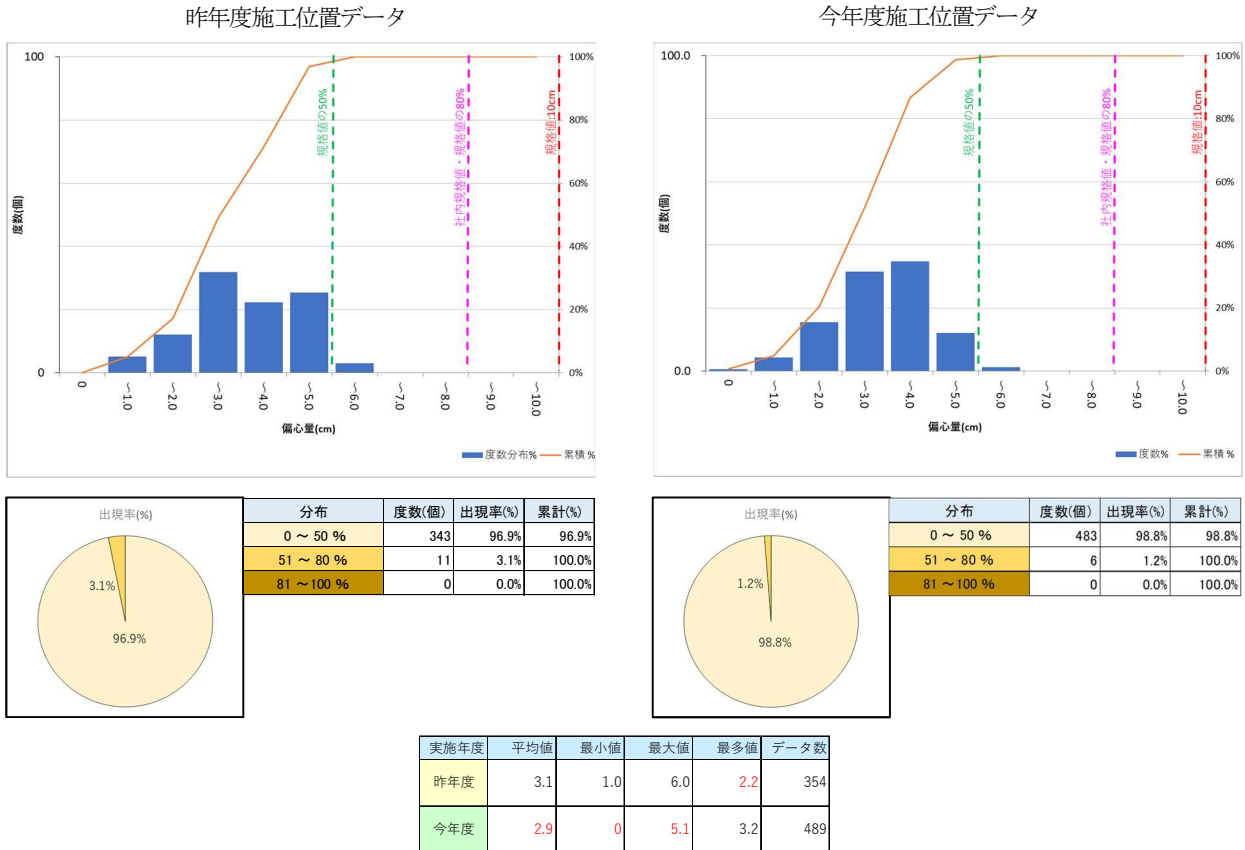 昨年度施工位置データ
今年度施工位置データ
度数(個)
100
0
100%
80%
60%
40%
20%
0%
規格値の50%
社内規格値・規格値の80%
規格値:10cm
0
～1.0
～2.0
～3.0
～4.0
～5.0
～6.0
～7.0
～8.0
～9.0
～10.0
偏心量(cm)
度数分布% 累積 %
度数(個)
100.0
0.0
100%
80%
60%
40%
20%
0%
規格値の50%
社内規格値・規格値の80%
規格値:10cm
0
～1.0
～2.0
～3.0
～4.0
～5.0
～6.0
～7.0
～8.0
～9.0
～10.0
偏心量(cm)
度数% 累積 %
出現率(%)
3.1%
96.9%
分布 度数(個) 出現率(%) 累計(%)
0 ～ 50 % 343 96.9% 96.9%
51 ～ 80 % 11 3.1% 100.0%
81 ～100 % 0 0.0% 100.0%
出現率(%)
1.2%
98.8%
分布 度数(個) 出現率(%) 累計(%)
0 ～ 50 % 483 98.8% 98.8%
51 ～ 80 % 6 1.2% 100.0%
81 ～100 % 0 0.0% 100.0%
実施年度 平均値 最小値 最大値 最多値 データ数
昨年度 3.1 1.0 6.0 2.2 354
今年度 2.9 0 5.1 3.2 489